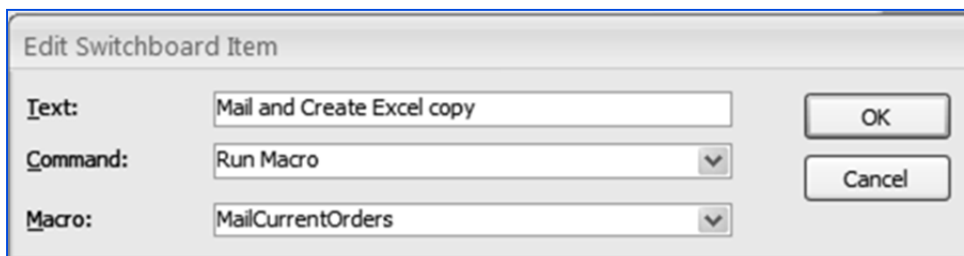 Edit Switchboard Item
Text: Mail and Create Excel copy OK
Command: Run Macro Cancel
Macro: MailCurrentOrders